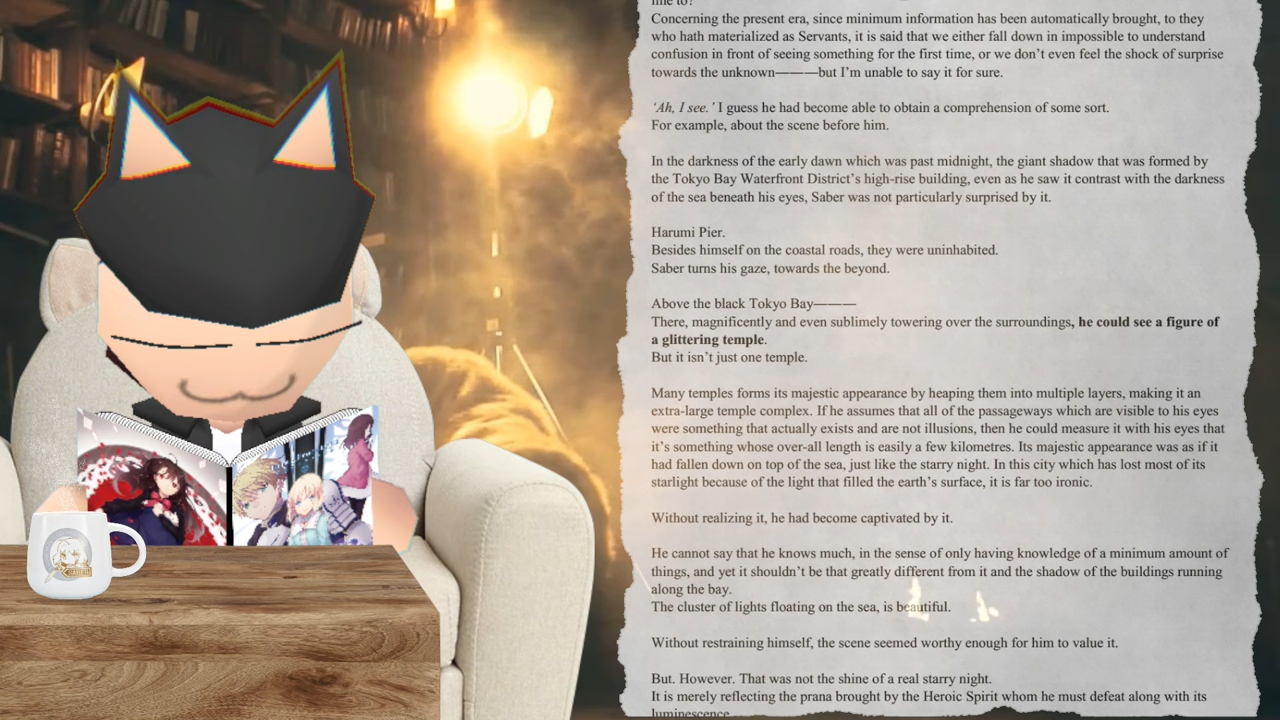 line to?
Concerning the present era, since minimum information has been automatically brought, to they
who hath materialized as Servants, it is said that we either fall down in impossible to understand
confusion in front of seeing something for the first time, or we don't even feel the shock of surprise
towards the unknown———but I'm unable to say it for sure.
'Ah, I see.' I guess he had become able to obtain a comprehension of some sort.
For example, about the scene before him.
In the darkness of the early dawn which was past midnight, the giant shadow that was formed by
the Tokyo Bay Waterfront District's high-rise building, even as he saw it contrast with the darkness
of the sea beneath his eyes, Saber was not particularly surprised by it.
Harumi Pier.
Besides himself on the coastal roads, they were uninhabited.
Saber turns his gaze, towards the beyond.
Above the black Tokyo Bay———
There, magnificently and even sublimely towering over the surroundings, he could see a figure of
a glittering temple.
But it isn't just one temple.
Many temples forms its majestic appearance by heaping them into multiple layers, making it an
extra-large temple complex. If he assumes that all of the passageways which are visible to his eyes
were something that actually exists and are not illusions, then he could measure it with his eyes that
it's something whose over-all length is easily a few kilometres. Its majestic appearance was as if it
had fallen down on top of the sea, just like the starry night. In this city which has lost most of its
starlight because of the light that filled the earth's surface, it is far too ironic.
Without realizing it, he had become captivated by it.
He cannot say that he knows much, in the sense of only having knowledge of a minimum amount of
things, and yet it shouldn't be that greatly different from it and the shadow of the buildings running
along the bay.
The cluster of lights floating on the sea, is beautiful.
Without restraining himself, the scene seemed worthy enough for him to value it.
But. However. That was not the shine of a real starry night.
It is merely reflecting the prana brought by the Heroic Spirit whom he must defeat along with its
luminescence